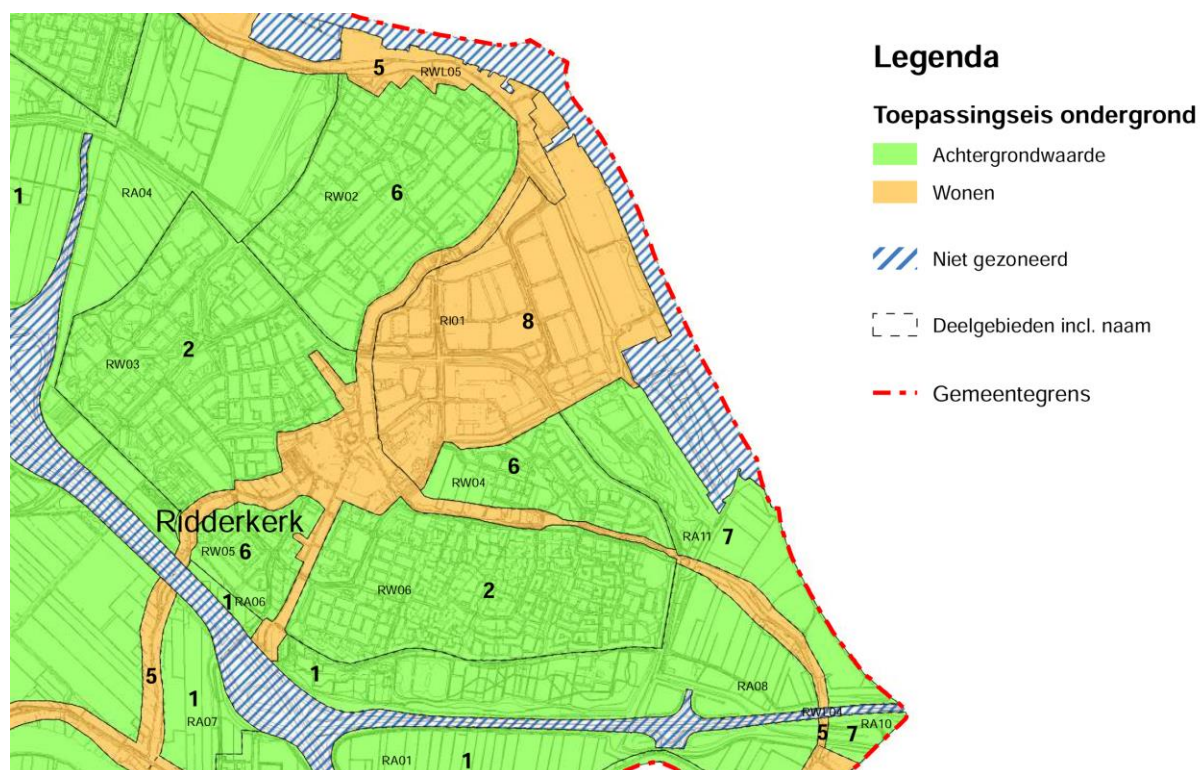 Legenda
Toepassingseis ondergrond
Achtergrondwaarde
Wonen
Niet gezoneerd
Deelgebieden incl. naam
Gemeentegrens
5
RWL05
1
RA04
RW02
6
RI01
8
2
RW03
6
RW04
Ridderkerk
RW05 6
RA11
7
RW06
2
1
RA06
5
1
RA07
1
RA08
RWL04
5
7
RA10
RA01
1